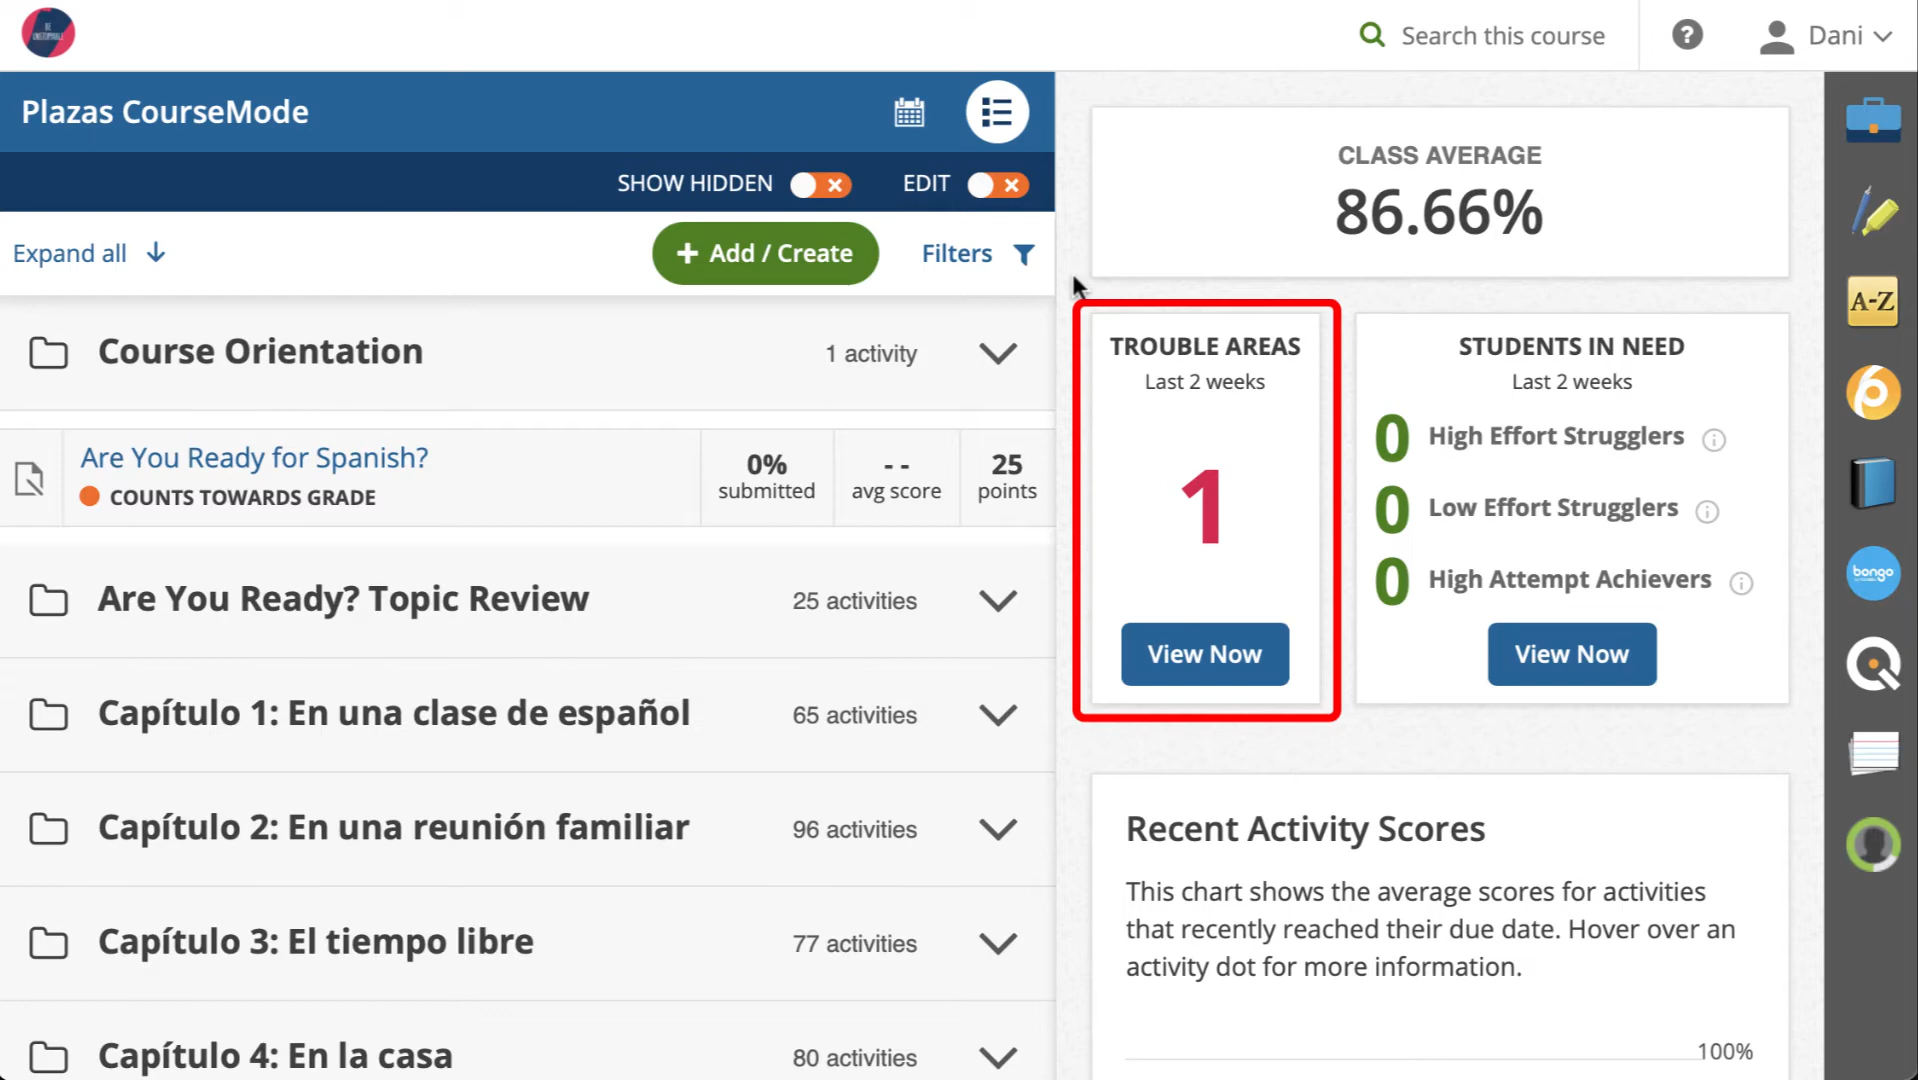 BE
UNSTOPPABLE
Search this course
?
Dani
Plazas CourseMode
SHOW HIDDEN
EDIT
Expand all
+ Add / Create
Filters
Course Orientation
1 activity
Are You Ready for Spanish?
COUNTS TOWARDS GRADE
0%
submitted
- -
avg score
25
points
Are You Ready? Topic Review
25 activities
Capítulo 1: En una clase de español
65 activities
Capítulo 2: En una reunión familiar
96 activities
Capítulo 3: El tiempo libre
77 activities
Capítulo 4: En la casa
80 activities
CLASS AVERAGE
86.66%
TROUBLE AREAS
Last 2 weeks
1
View Now
STUDENTS IN NEED
Last 2 weeks
0 High Effort Strugglers
0 Low Effort Strugglers
0 High Attempt Achievers
View Now
Recent Activity Scores
This chart shows the average scores for activities
that recently reached their due date. Hover over an
activity dot for more information.
100%
A-Z
bongo